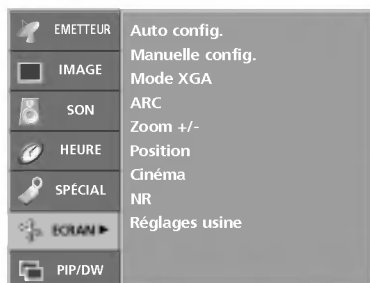 EMETTEUR
IMAGE
SON
HEURE
SPÉCIAL
ECRAN ►
PIP/DW
Auto config.
Manuelle config.
Mode XGA
ARC
Zoom +/-
Position
Cinéma
NR
Réglages usine